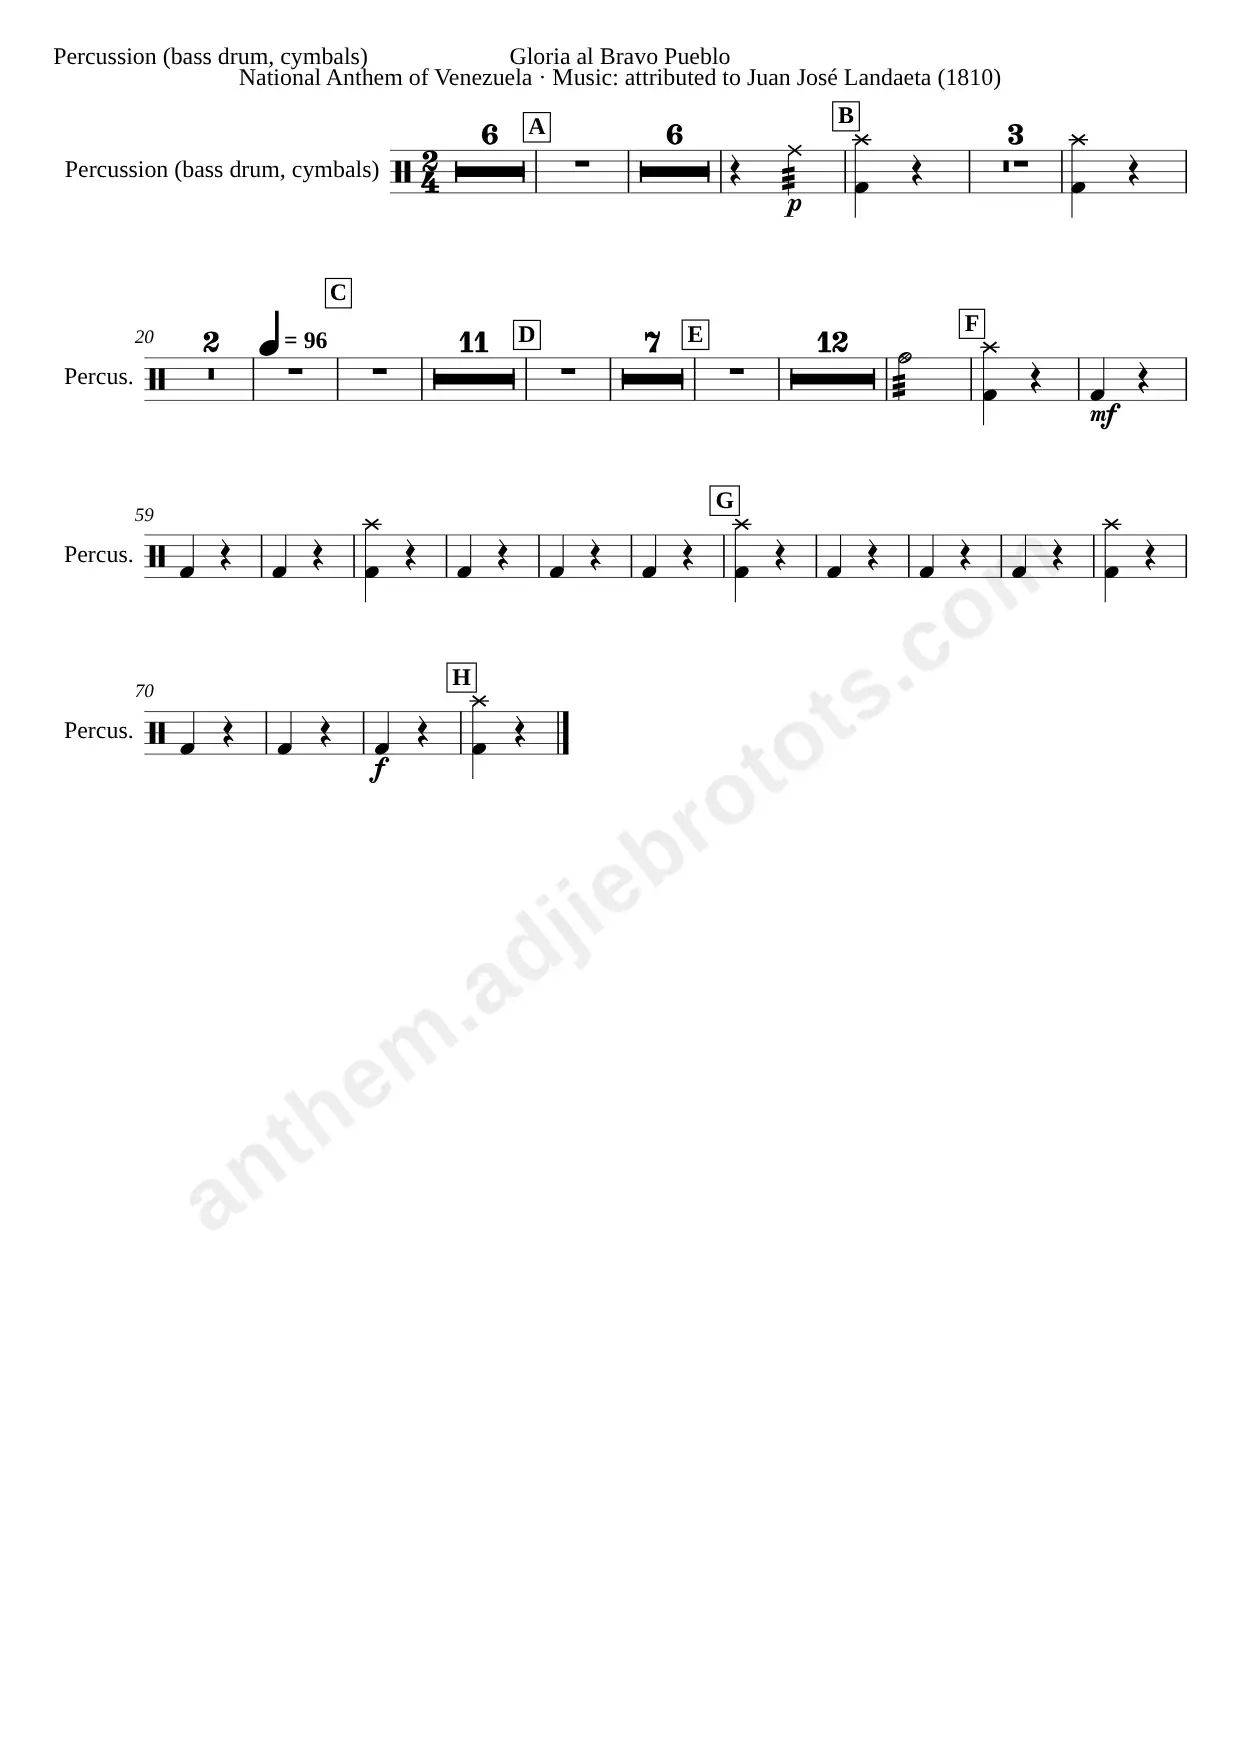 Percussion (bass drum, cymbals)
Gloria al Bravo Pueblo
National Anthem of Venezuela · Music: attributed to Juan José Landaeta (1810)
6 A 6 B 3
Percussion (bass drum, cymbals) 2 4
p
C
20 2 = 96 11 D 7 E 12 F
Percus.
mf
G
59
Percus.
H
70
Percus.
f
anthem.adjiebrotots.com